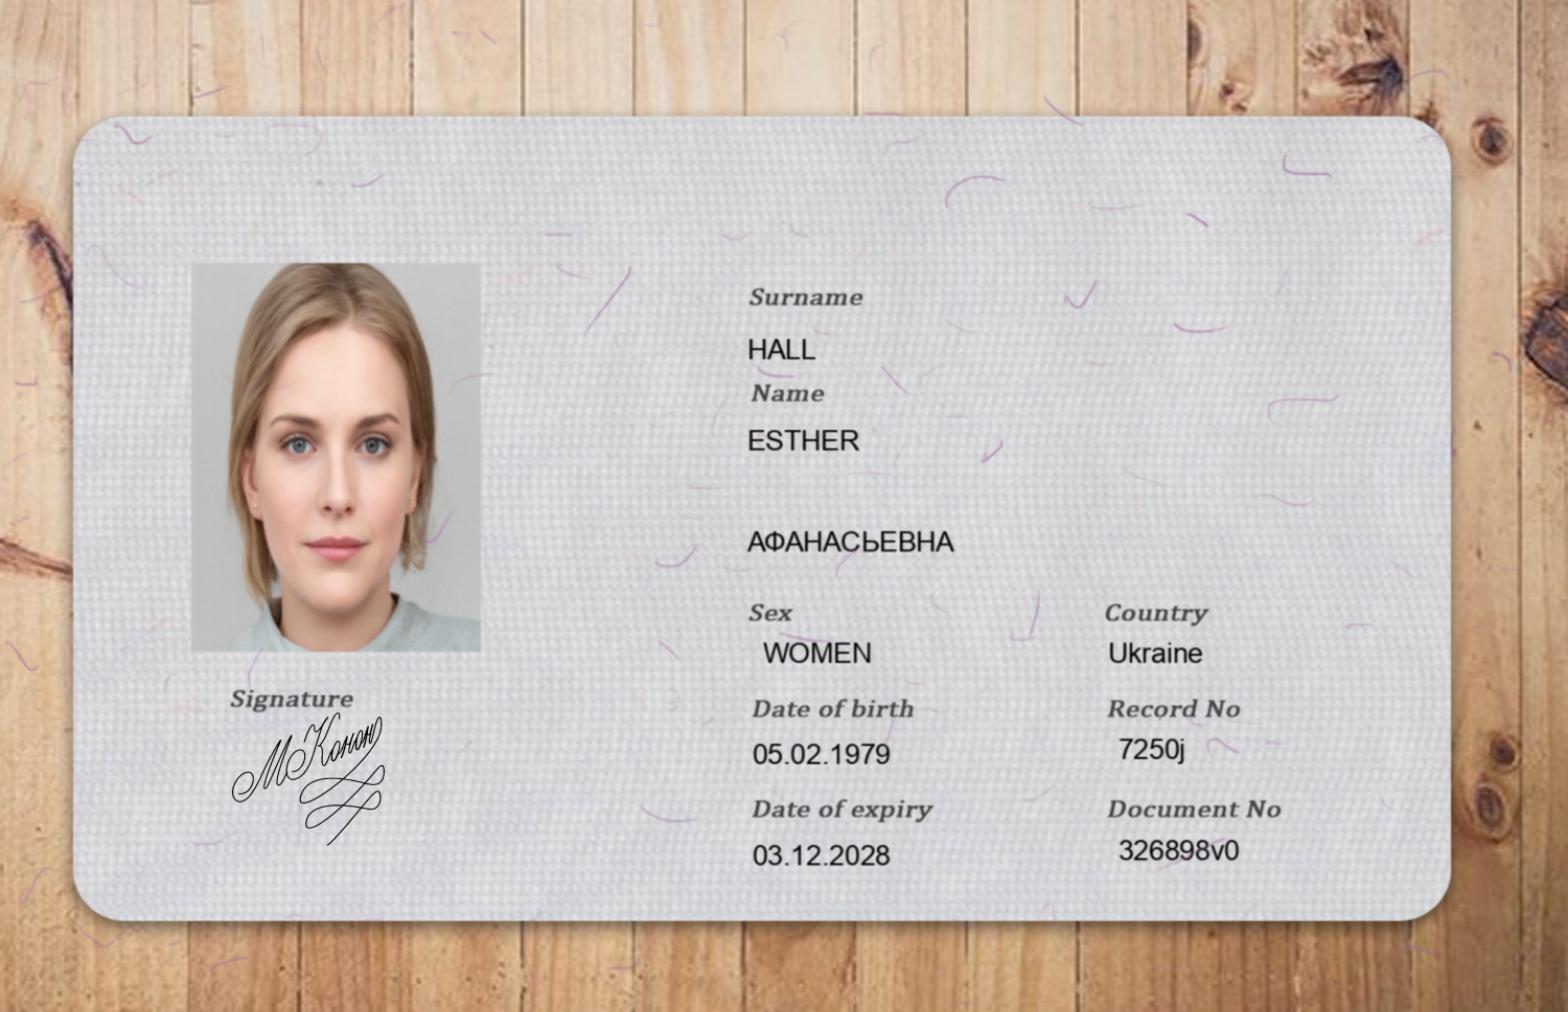 Surname
HALL
Name
ESTHER
АФАНАСЬЕВНА
Sex
Country
WOMEN
Ukraine
Date of birth
Record No
05.02.1979
7250j
Date of expiry
Document No
03.12.2028
326898v0
Signature
МКонон